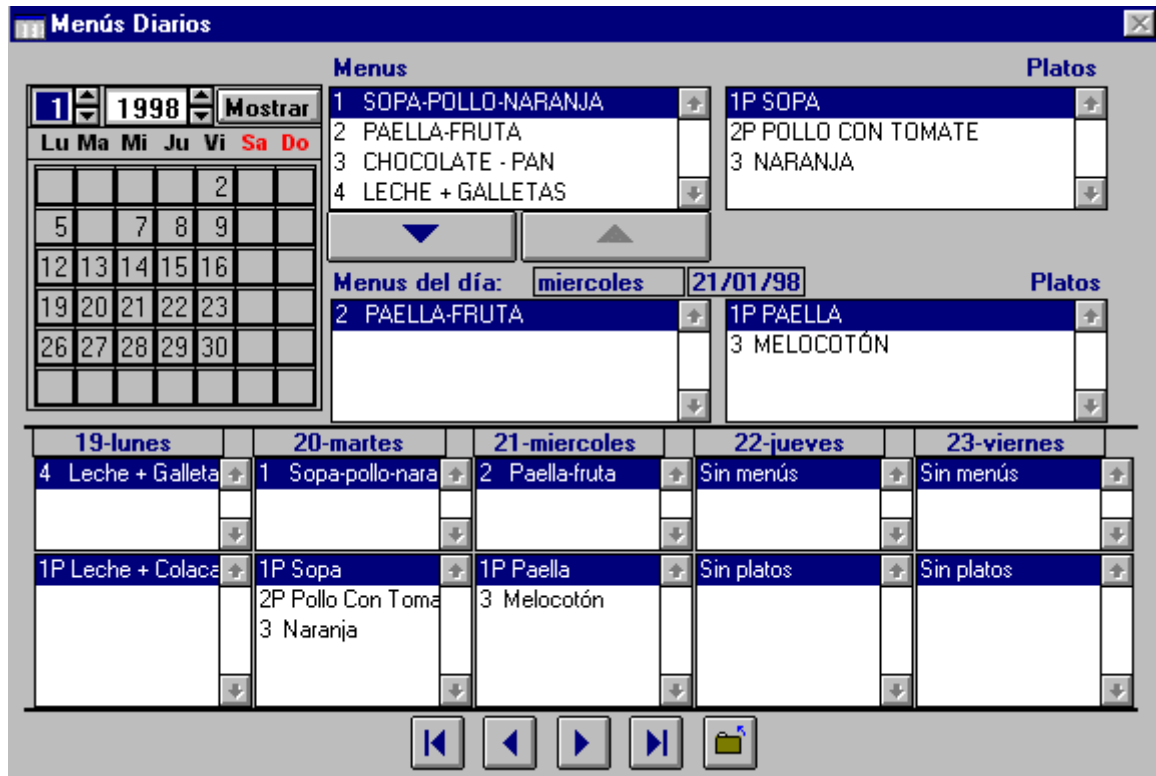 Menús Diarios
Menus
Platos
1 1998 Mostrar
Lu Ma Mi Ju Vi Sa Do
2
5 7 8 9
12 13 14 15 16
19 20 21 22 23
26 27 28 29 30
1 SOPA-POLLO-NARANJA
2 PAELLA-FRUTA
3 CHOCOLATE - PAN
4 LECHE + GALLETAS
1P SOPA
2P POLLO CON TOMATE
3 NARANJA
Menus del día: miercoles 21/01/98
Platos
2 PAELLA-FRUTA
1P PAELLA
3 MELOCOTÓN
19-lunes 20-martes 21-miercoles 22-jueves 23-viernes
4 Leche + Galleta
1 Sopa-pollo-nara
2 Paella-fruta
Sin menús
Sin menús
1P Leche + Colaca
1P Sopa
2P Pollo Con Toma
3 Naranja
1P Paella
3 Melocotón
Sin platos
Sin platos